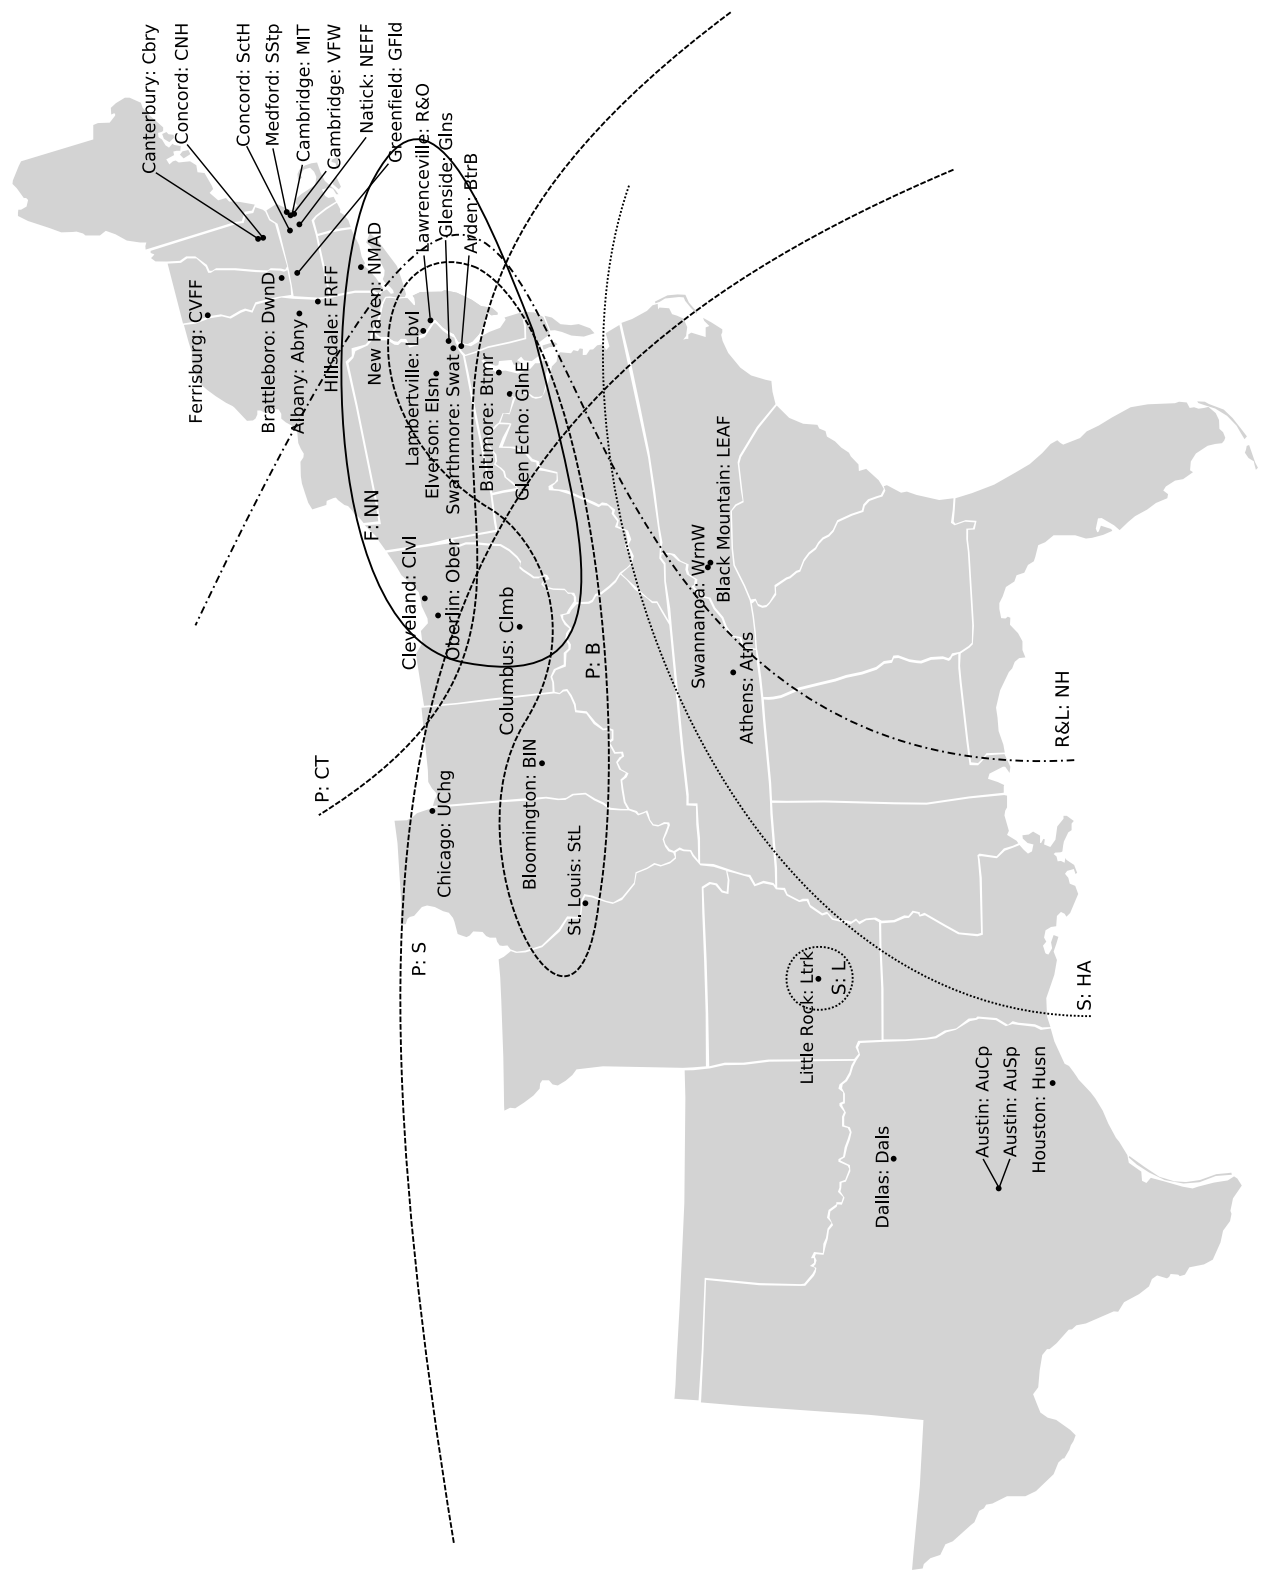 Canterbury: Cbry
Concord: CNH
Concord: SctH
Medford: SStp
Cambridge: MIT
Cambridge: VFW
Natick: NEFF
Greenfield: GFld
Lawrenceville: R&O
Glenside: Glns
Arden: BtrB
Ferrisburg: CVFF
Brattleboro: DwnD
Albany: Abny
Hillsdale: FRFF
New Haven: NMAD
Lambertville: Lbvl
Elverson: Elsn
Swarthmore: Swat
Baltimore: Btmr
Glen Echo: GlnE
F: NN
Cleveland: Clvl
Oberlin: Ober
Columbus: Clmb
P: B
Swannanoa: WrnW
Black Mountain: LEAF
Athens: Atns
R&L: NH
P: CT
Chicago: UChg
Bloomington: BIN
St. Louis: StL
P: S
Little Rock: Ltrk
S: L
S: HA
Dallas: Dals
Austin: AuCp
Austin: AuSp
Houston: Husn